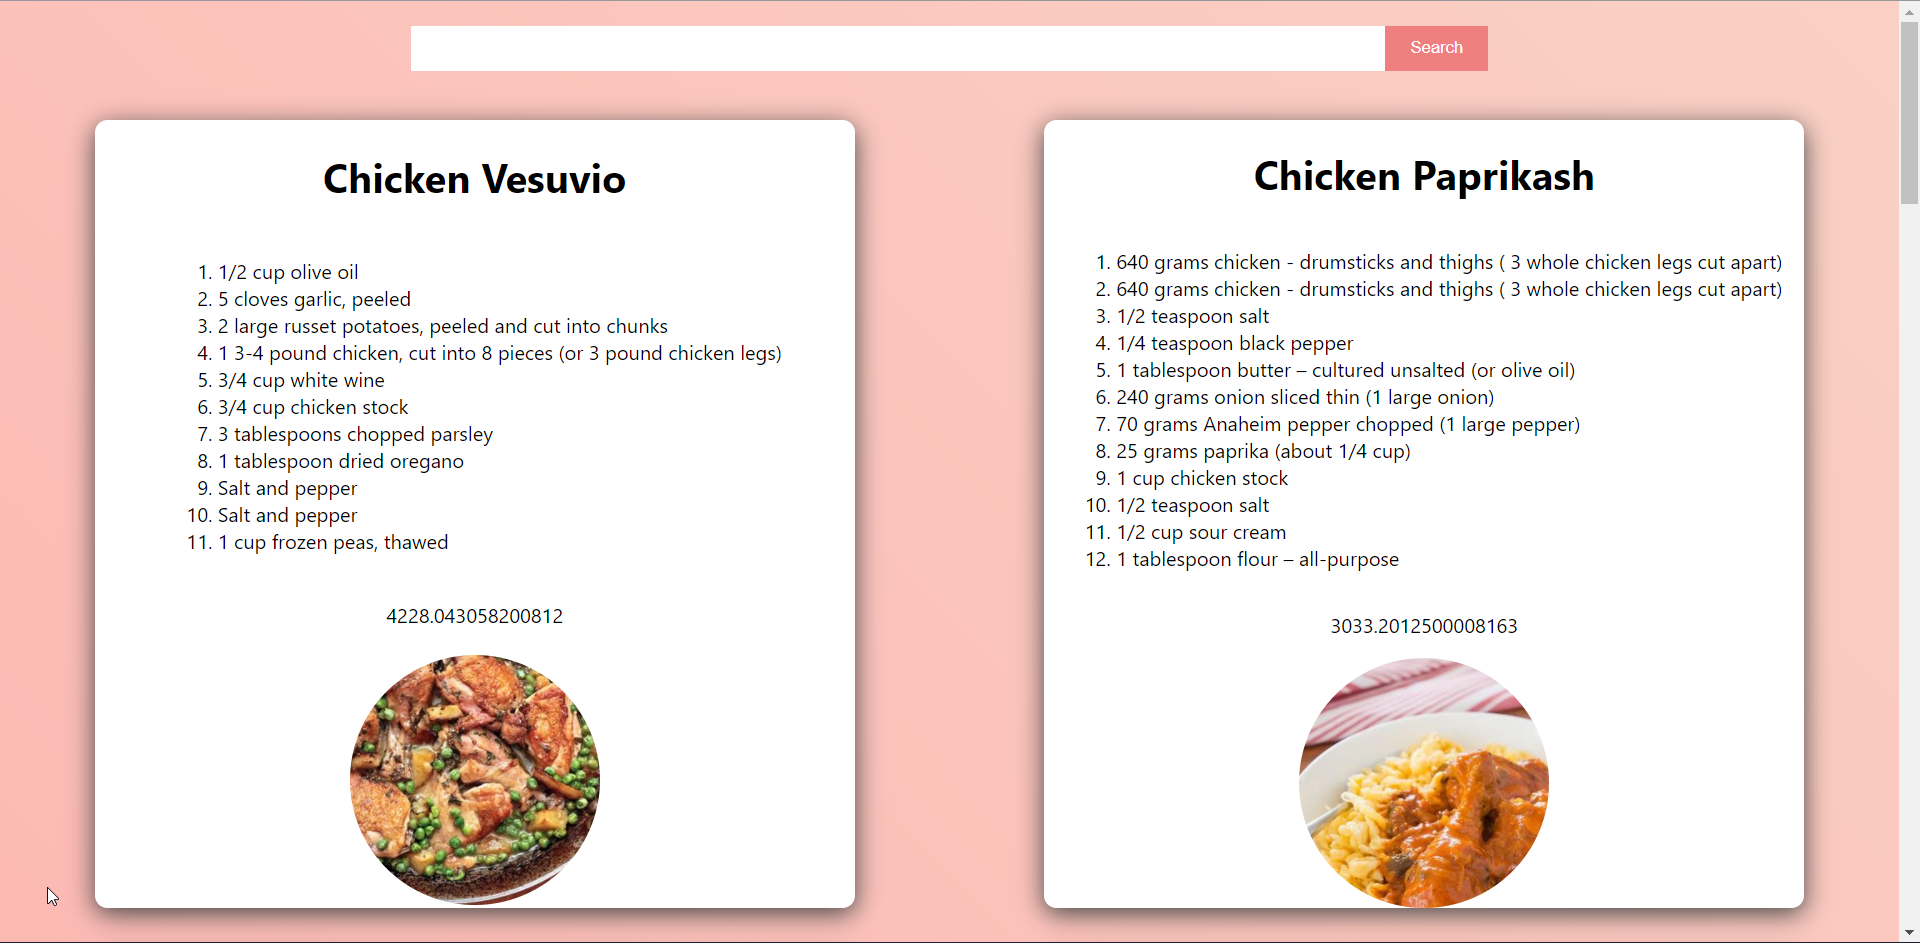 Search
Chicken Vesuvio
1. 1/2 cup olive oil
2. 5 cloves garlic, peeled
3. 2 large russet potatoes, peeled and cut into chunks
4. 1 3-4 pound chicken, cut into 8 pieces (or 3 pound chicken legs)
5. 3/4 cup white wine
6. 3/4 cup chicken stock
7. 3 tablespoons chopped parsley
8. 1 tablespoon dried oregano
9. Salt and pepper
10. Salt and pepper
11. 1 cup frozen peas, thawed
4228.043058200812
Chicken Paprikash
1. 640 grams chicken - drumsticks and thighs ( 3 whole chicken legs cut apart)
2. 640 grams chicken - drumsticks and thighs ( 3 whole chicken legs cut apart)
3. 1/2 teaspoon salt
4. 1/4 teaspoon black pepper
5. 1 tablespoon butter – cultured unsalted (or olive oil)
6. 240 grams onion sliced thin (1 large onion)
7. 70 grams Anaheim pepper chopped (1 large pepper)
8. 25 grams paprika (about 1/4 cup)
9. 1 cup chicken stock
10. 1/2 teaspoon salt
11. 1/2 cup sour cream
12. 1 tablespoon flour – all-purpose
3033.2012500008163